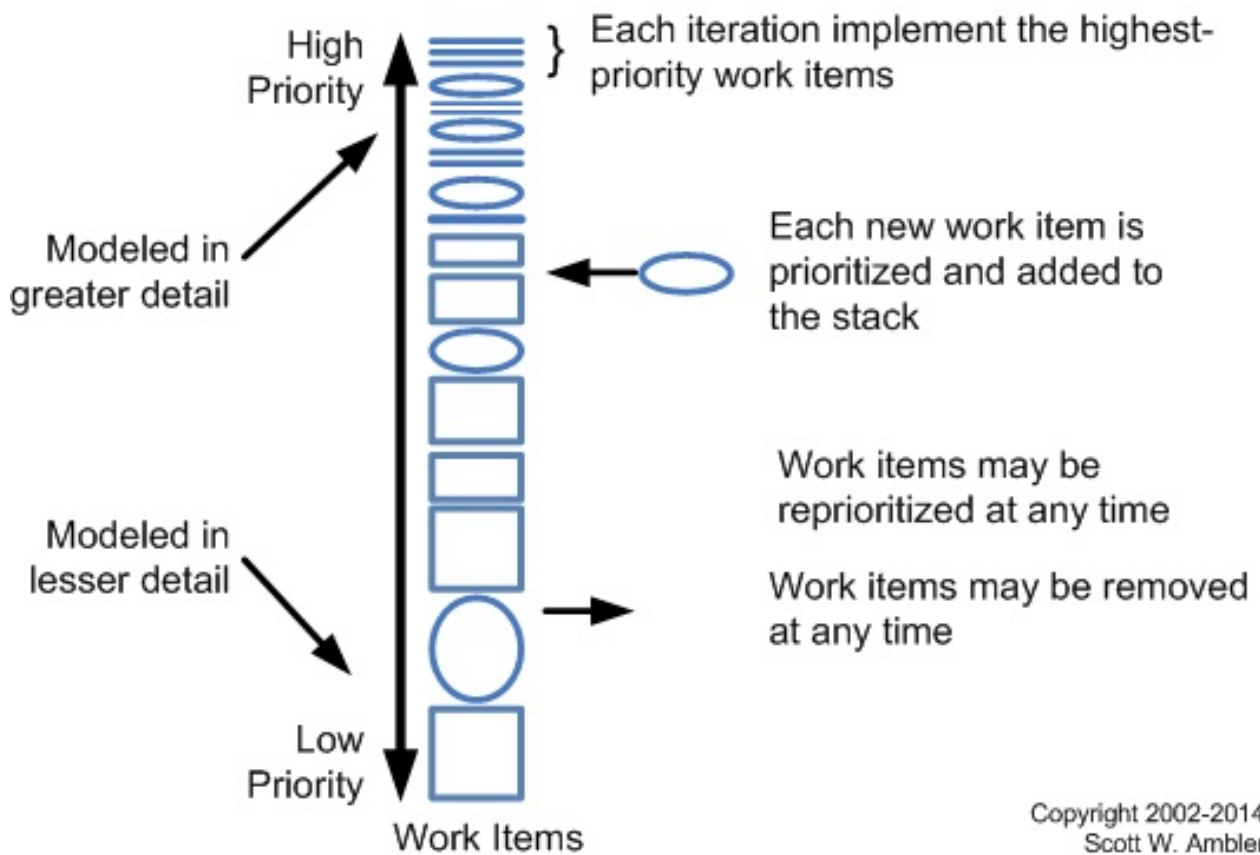 High
Priority
Each iteration implement the highest-
priority work items
Modeled in
greater detail
Each new work item is
prioritized and added to
the stack
Work items may be
reprioritized at any time
Modeled in
lesser detail
Work items may be removed
at any time
Low
Priority
Work Items
Copyright 2002-2014
Scott W. Ambler